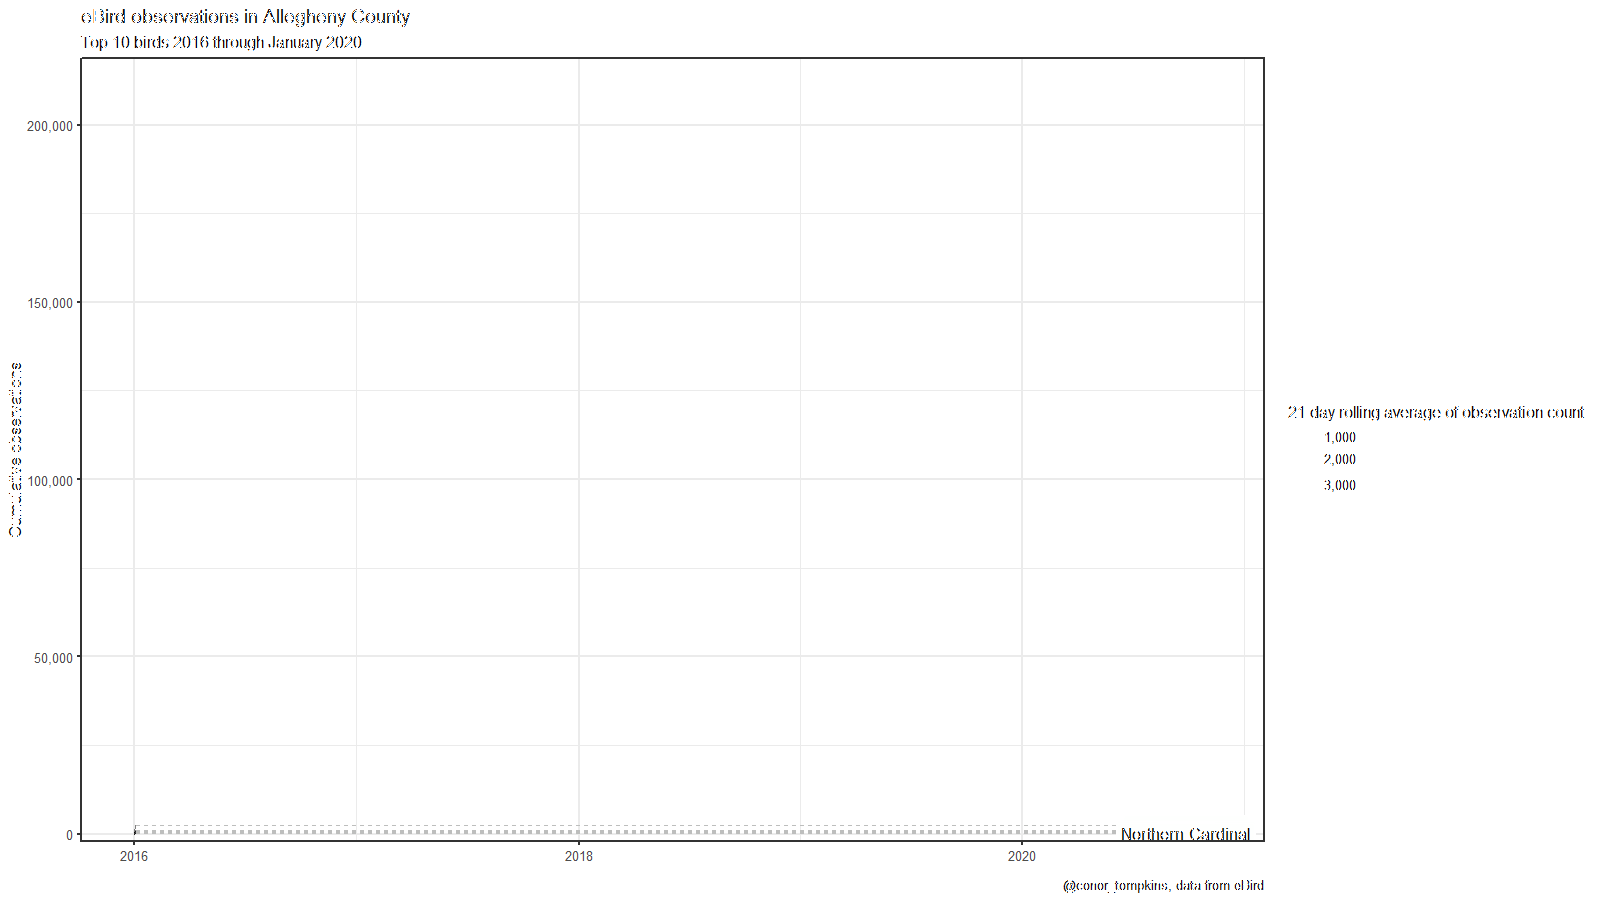 eBird observations in Allegheny County
Top 10 birds 2016 through January 2020
200,000
150,000
100,000
50,000
0
Cumulative observations
2016
2018
2020
Northern Cardinal
21 day rolling average of observation count
1,000
2,000
3,000
@conor_tompkins, data from eBird